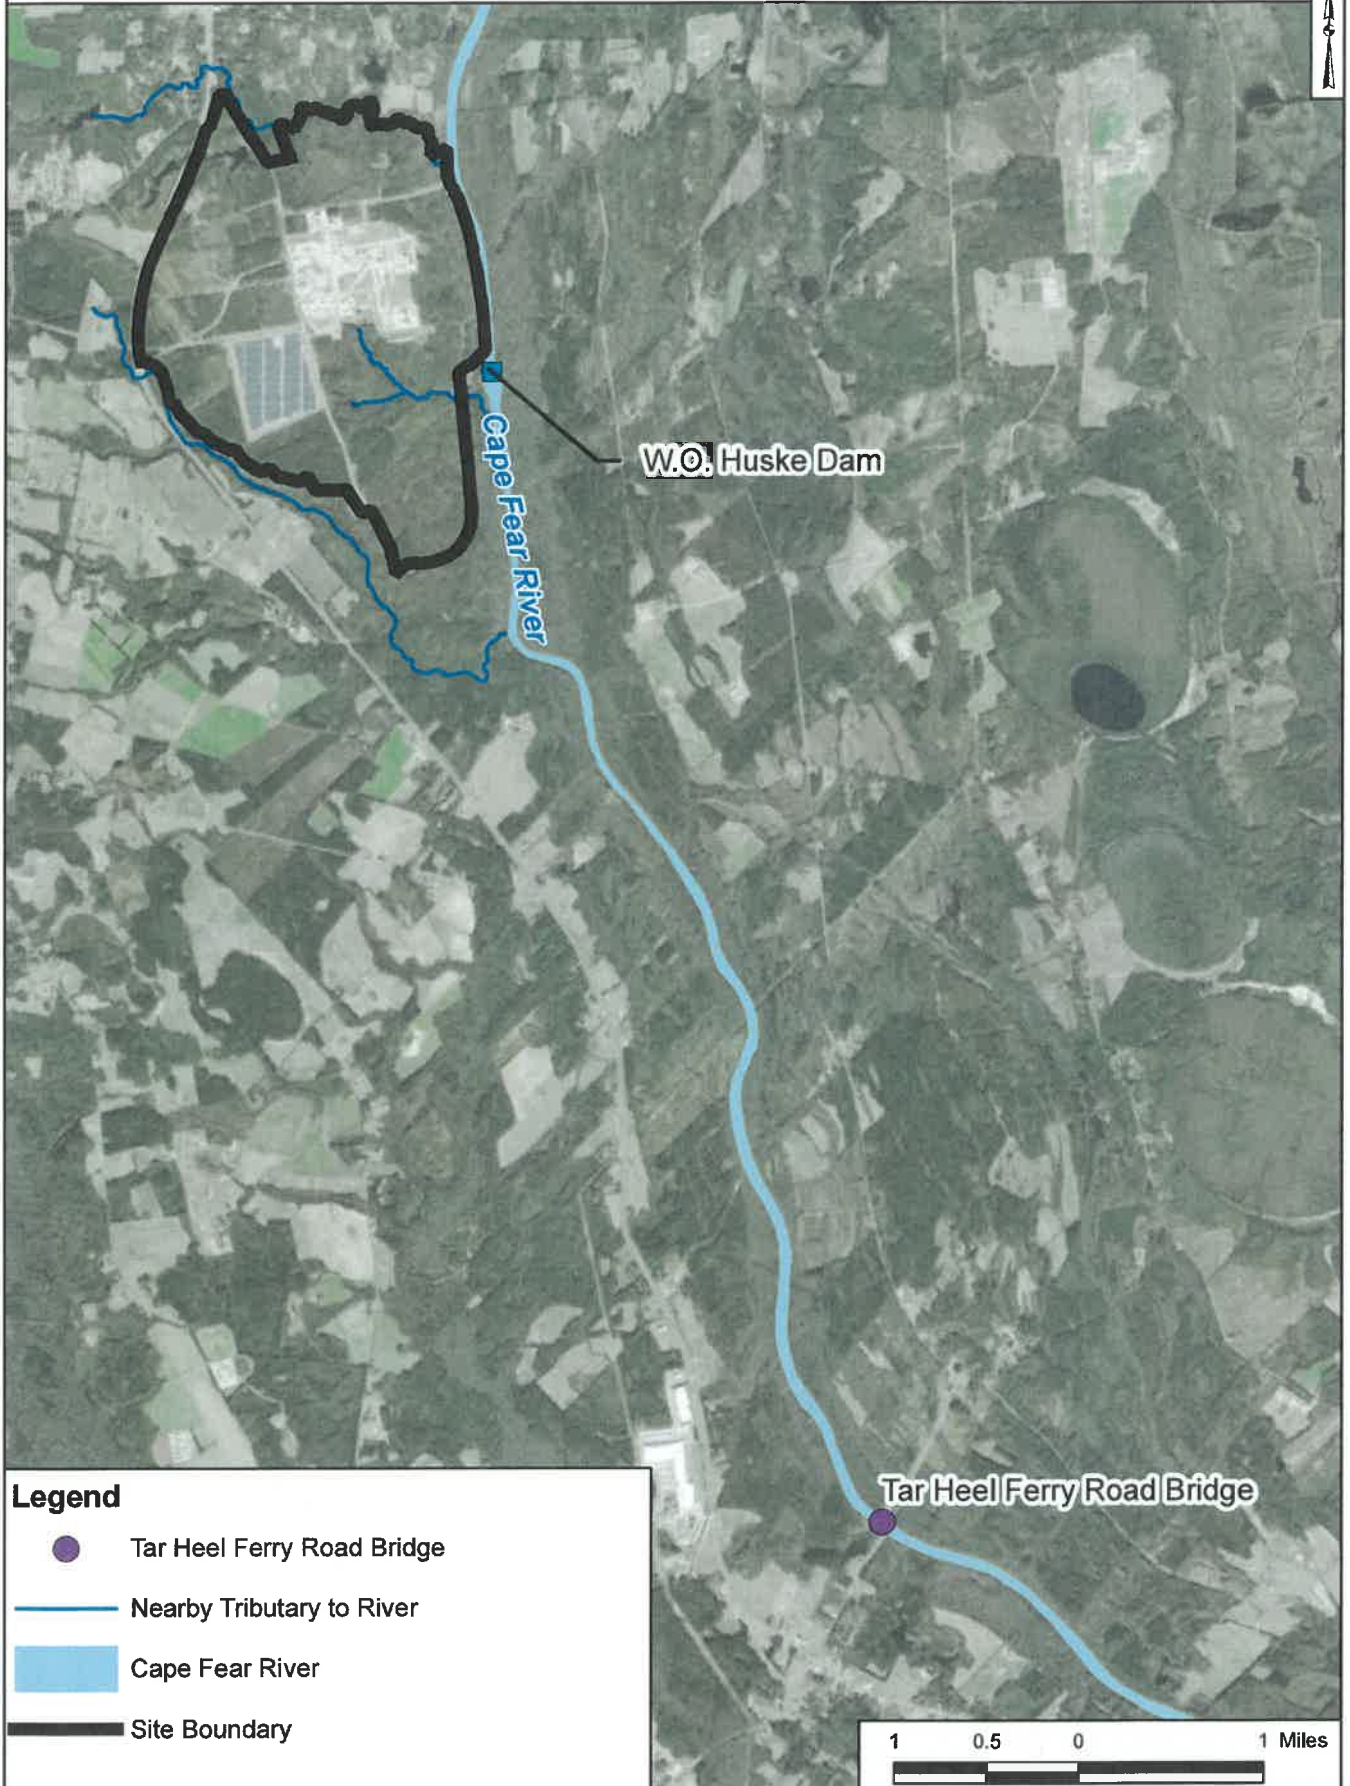 W.O. Huske Dam
Cape Fear River
Tar Heel Ferry Road Bridge
Legend
Tar Heel Ferry Road Bridge
Nearby Tributary to River
Cape Fear River
Site Boundary
1 0.5 0 1 Miles